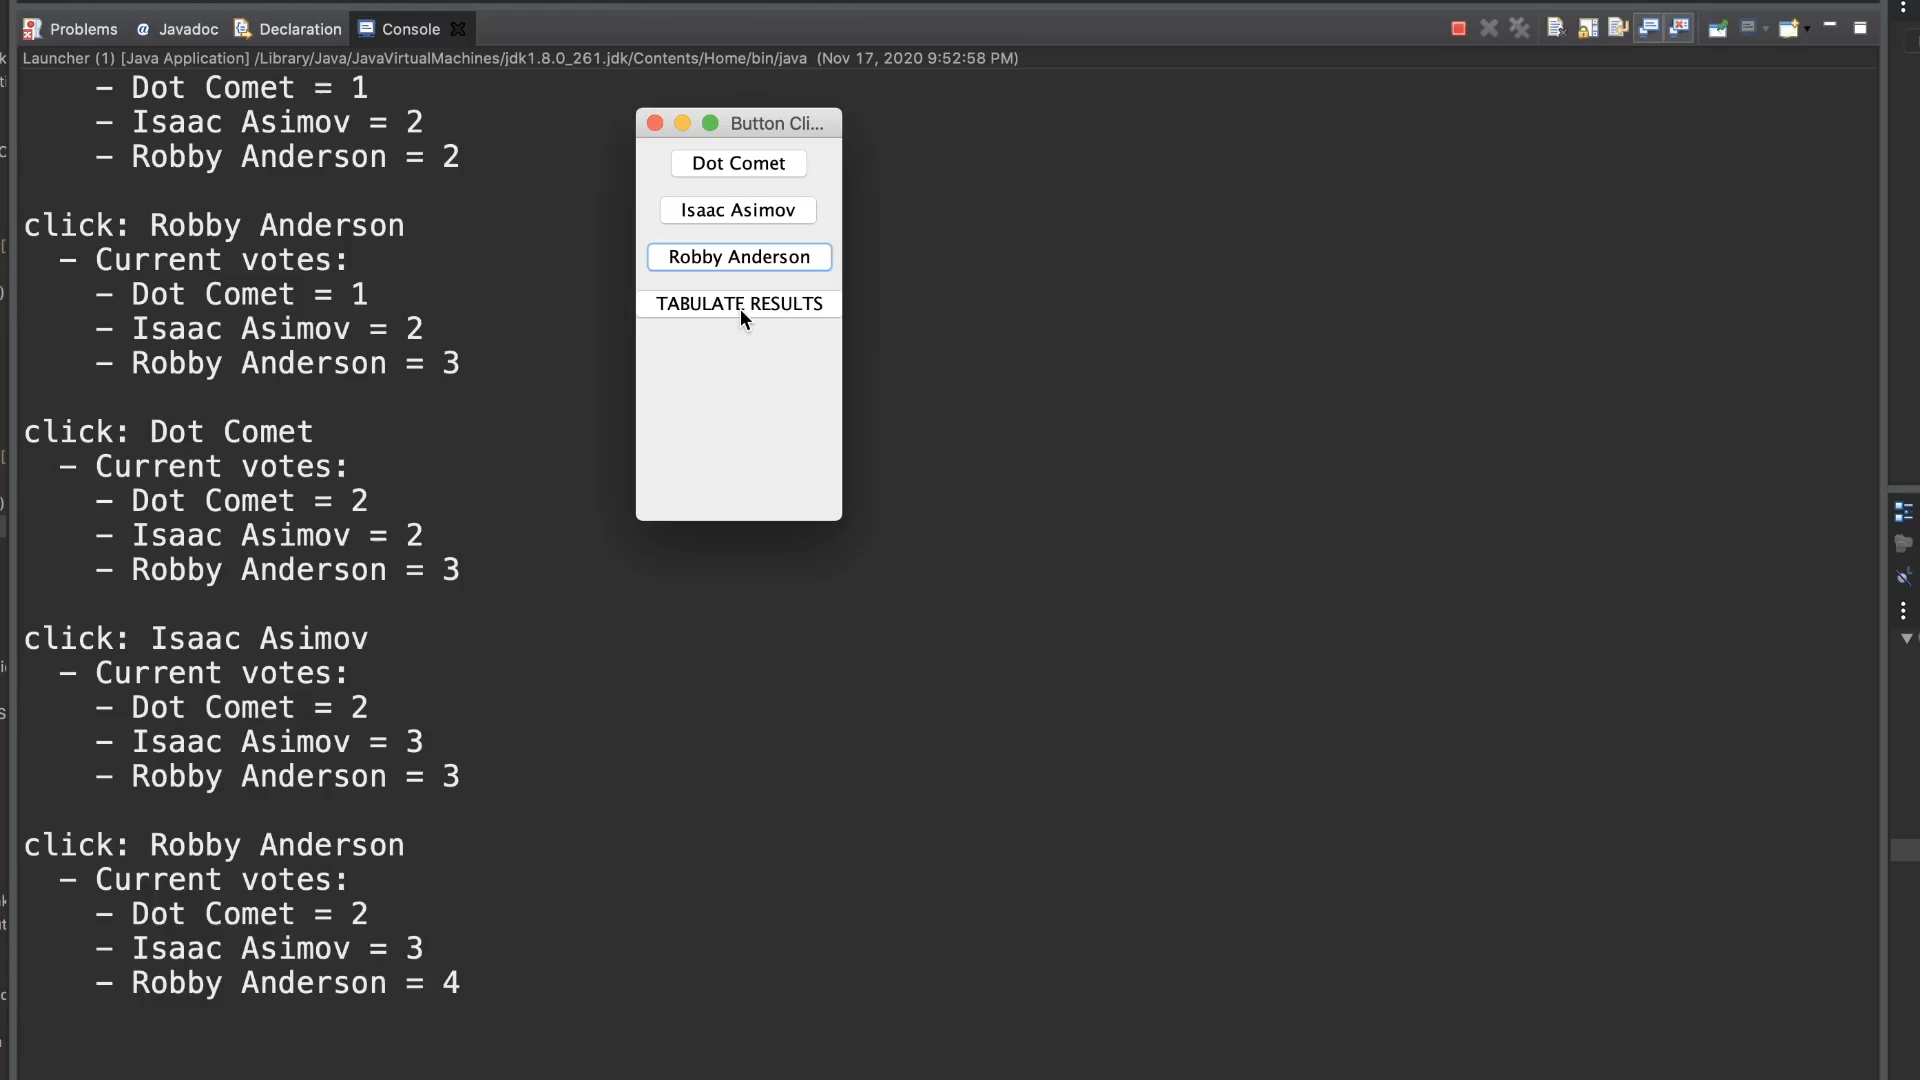 Problems @ Javadoc Declaration Console
Launcher (1) [Java Application] /Library/Java/JavaVirtualMachines/jdk1.8.0_261.jdk/Contents/Home/bin/java (Nov 17, 2020 9:52:58 PM)
– Dot Comet = 1
– Isaac Asimov = 2
– Robby Anderson = 2
click: Robby Anderson
– Current votes:
– Dot Comet = 1
– Isaac Asimov = 2
– Robby Anderson = 3
click: Dot Comet
– Current votes:
– Dot Comet = 2
– Isaac Asimov = 2
– Robby Anderson = 3
click: Isaac Asimov
– Current votes:
– Dot Comet = 2
– Isaac Asimov = 3
– Robby Anderson = 3
click: Robby Anderson
– Current votes:
– Dot Comet = 2
– Isaac Asimov = 3
– Robby Anderson = 4
Button Cli...
Dot Comet
Isaac Asimov
Robby Anderson
TABULATE RESULTS